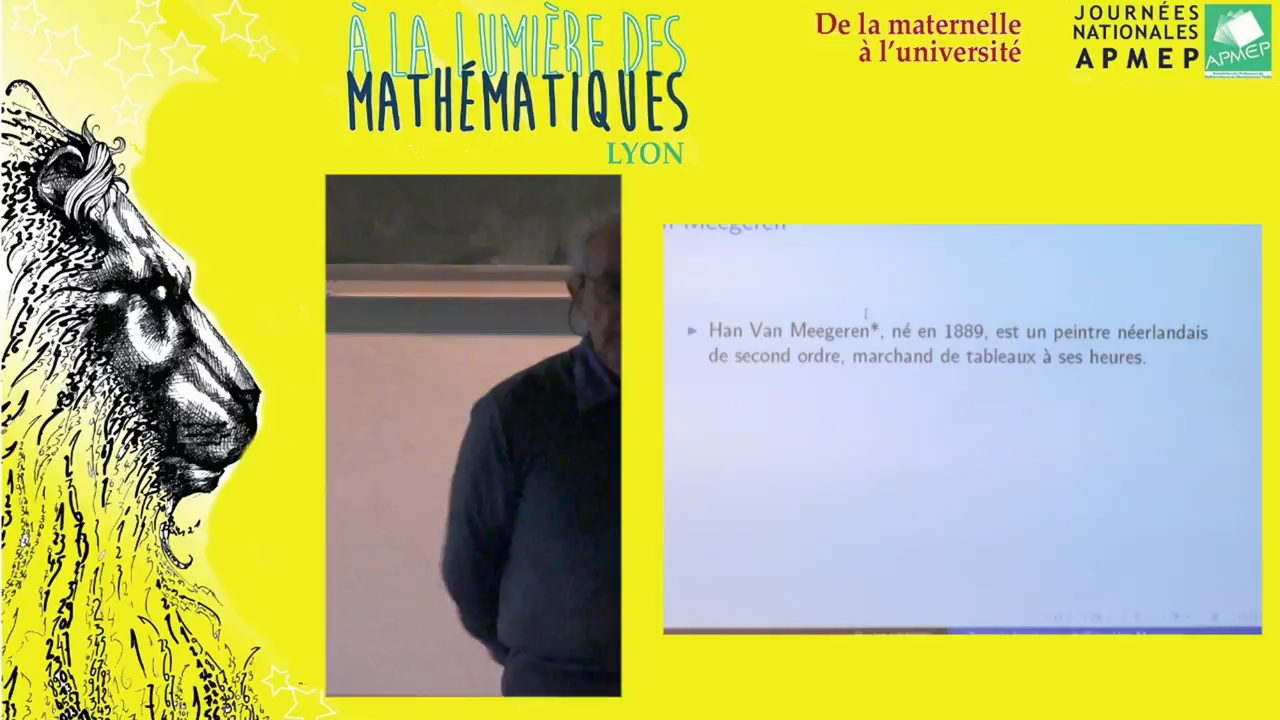 À LA LUMIÈRE DES
MATHÉMATIQUES
LYON
De la maternelle
à l'université
JOURNÉES
NATIONALES
APMEP
APMEP
Meegeren
Han Van Meegeren*, né en 1889, est un peintre néerlandais
de second ordre, marchand de tableaux à ses heures.